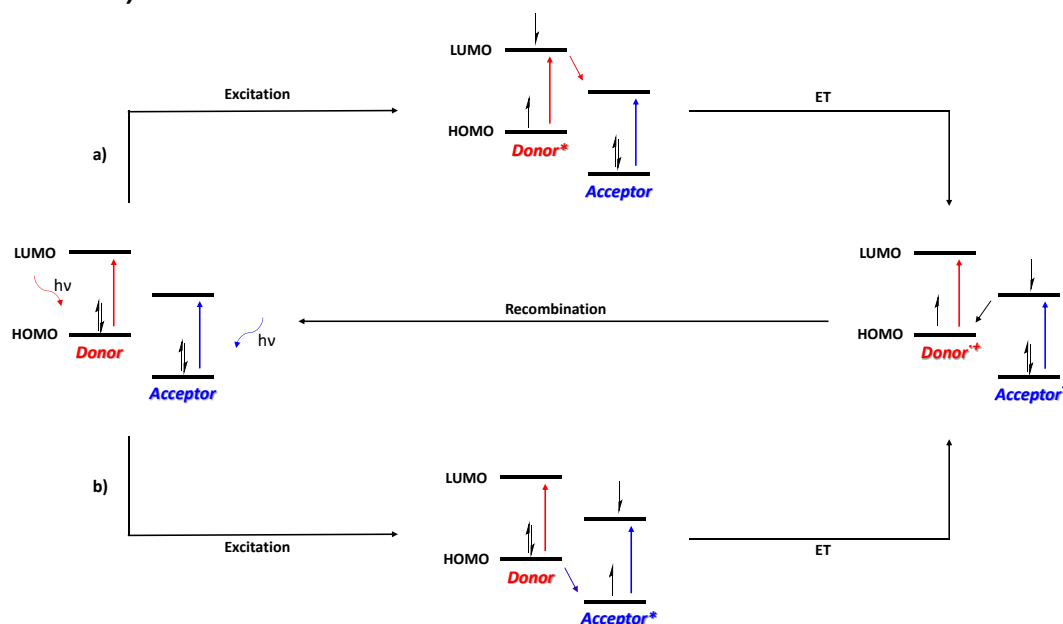 LUMO
Excitation
ET
HOMO
Donor*
a)
Acceptor
LUMO
hν
HOMO
Donor
hν
Acceptor
Recombination
LUMO
HOMO
Donor·+
Acceptor
b)
LUMO
Excitation
ET
HOMO
Donor
Acceptor*